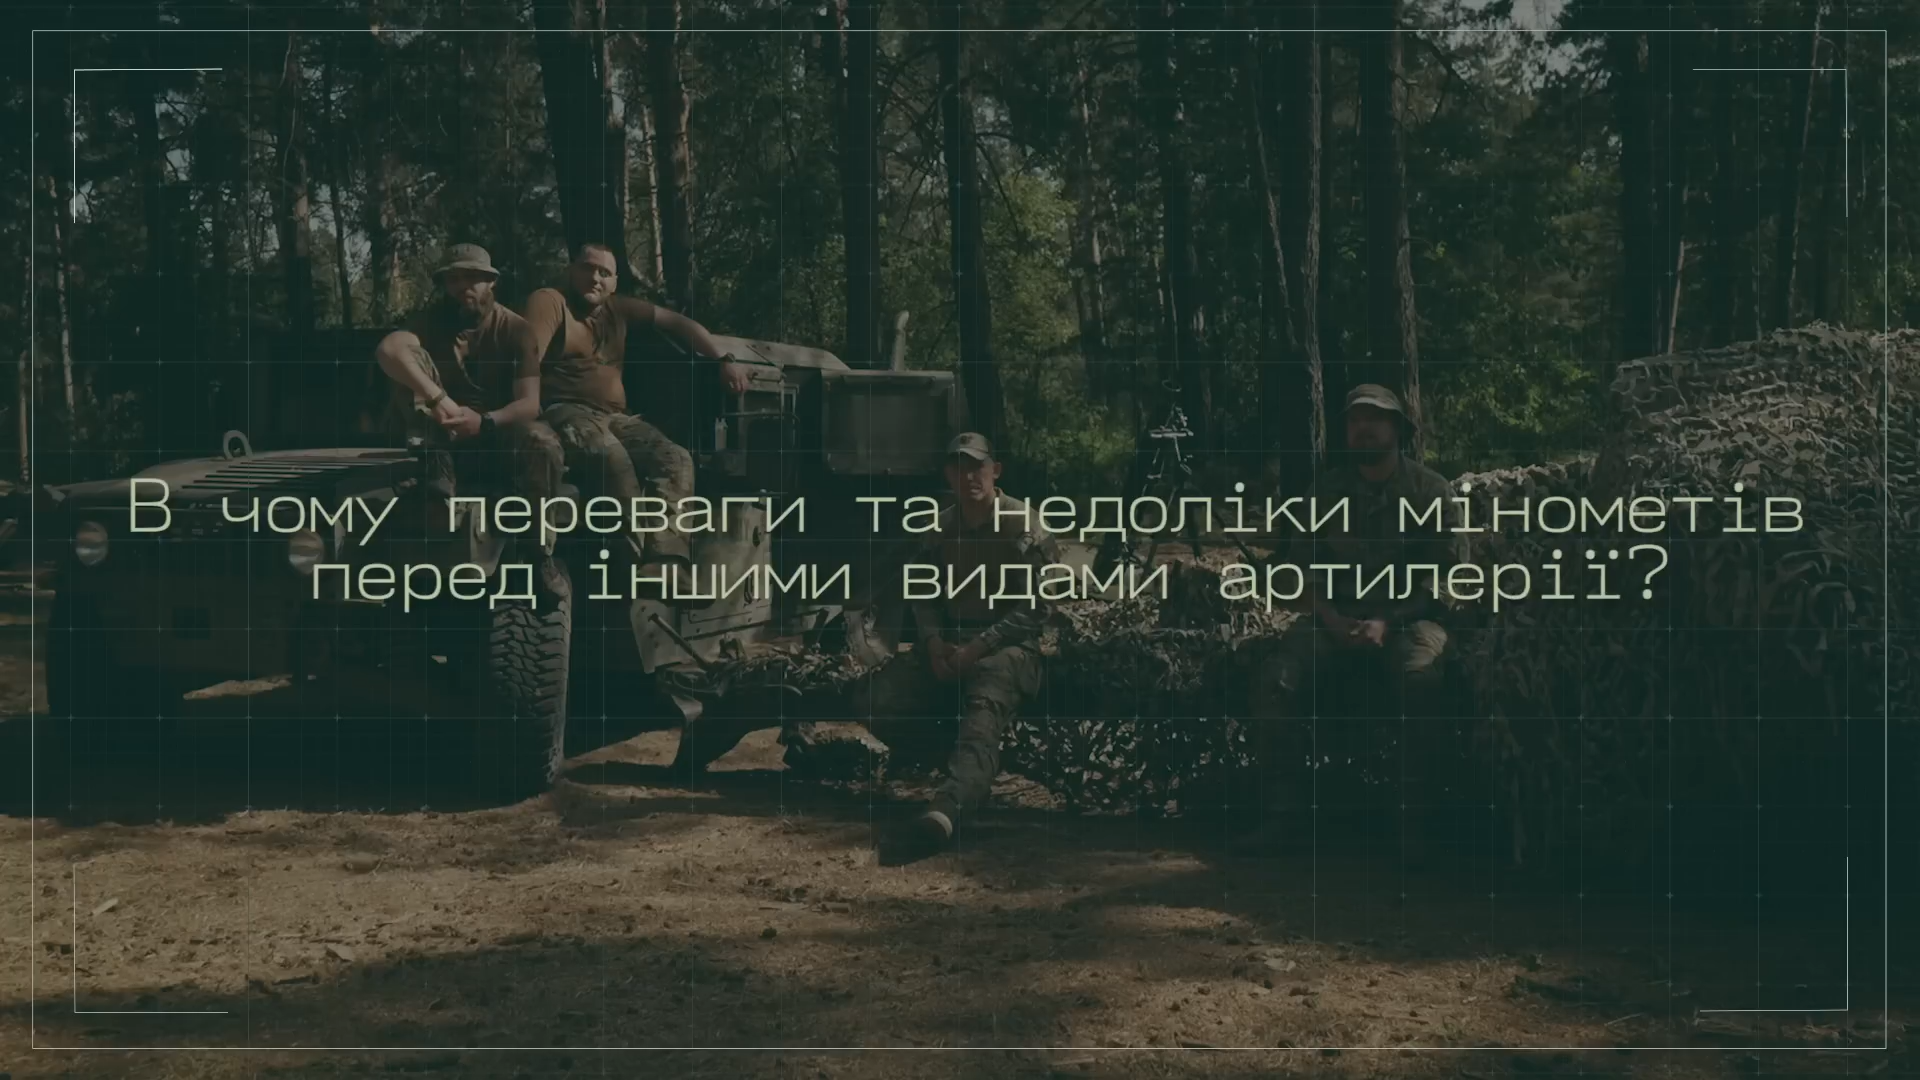 В чому переваги та недоліки мінометів
перед іншими видами артилерії?